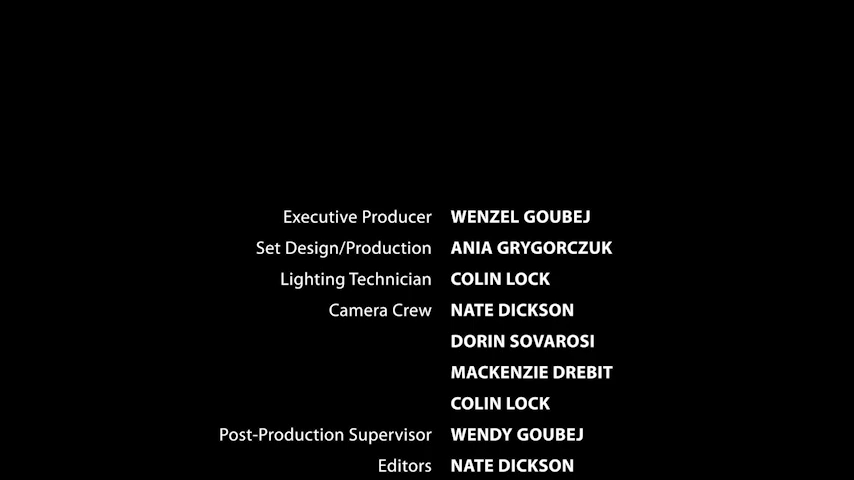 Executive Producer WENZEL GOUBEJ
Set Design/Production ANIA GRYGORCZUK
Lighting Technician COLIN LOCK
Camera Crew NATE DICKSON
DORIN SOVAROSI
MACKENZIE DREBIT
COLIN LOCK
Post-Production Supervisor WENDY GOUBEJ
Editors NATE DICKSON